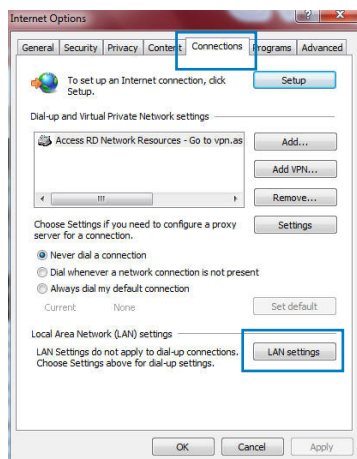 Internet Options
General Security Privacy Content Connections Programs Advanced
To set up an Internet connection, click
Setup.
Setup
Dial-up and Virtual Private Network settings
Access RD Network Resources - Go to vpn.as
Add...
Add VPN...
Remove...
Choose Settings if you need to configure a proxy
server for a connection.
Settings
Never dial a connection
Dial whenever a network connection is not present
Always dial my default connection
Current None
Set default
Local Area Network (LAN) settings
LAN Settings do not apply to dial-up connections.
Choose Settings above for dial-up settings.
LAN settings
OK Cancel Apply